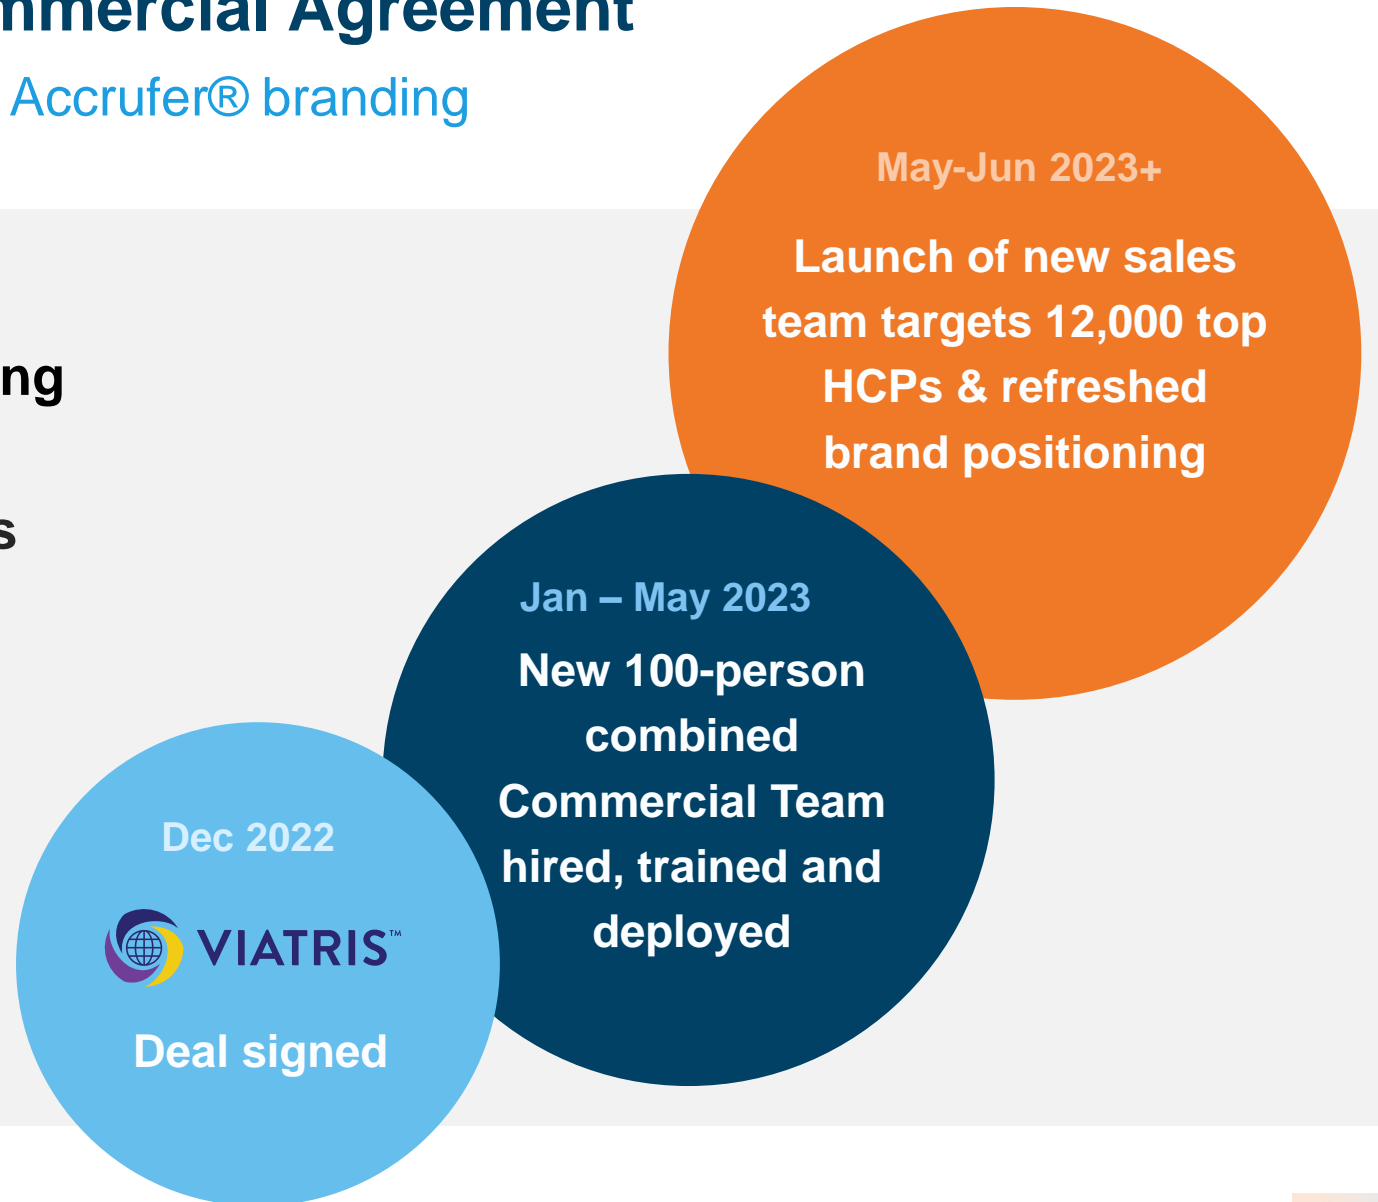 mmercial Agreement
Accrufer® branding
ng
s
May-Jun 2023+
Launch of new sales
team targets 12,000 top
HCPs & refreshed
brand positioning
Jan – May 2023
New 100-person
combined
Commercial Team
hired, trained and
deployed
Dec 2022
VIATRIS™
Deal signed